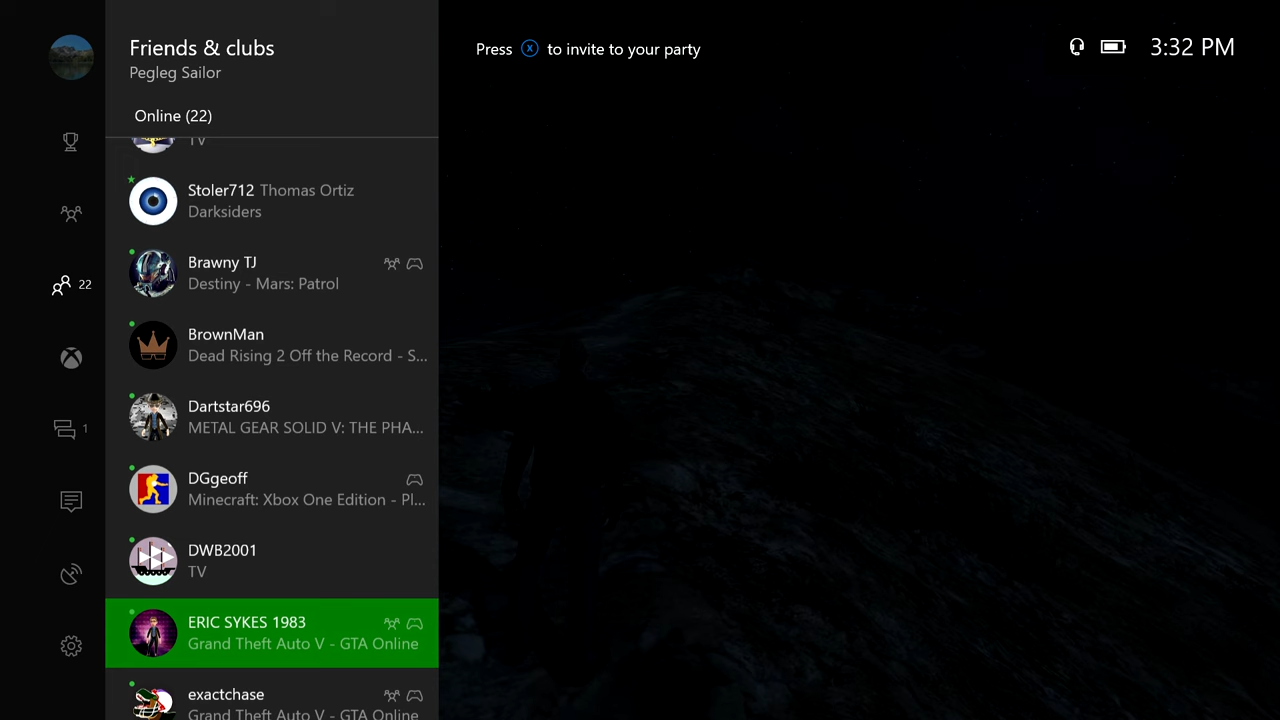 Friends & clubs
Pegleg Sailor
Press X to invite to your party
3:32 PM
Online (22)
TV
Stoler712 Thomas Ortiz
Darksiders
Brawny TJ
Destiny - Mars: Patrol
22
BrownMan
Dead Rising 2 Off the Record - S...
Dartstar696
METAL GEAR SOLID V: THE PHA...
1
DGgeoff
Minecraft: Xbox One Edition - Pl...
DWB2001
TV
ERIC SYKES 1983
Grand Theft Auto V - GTA Online
exactchase
Grand Theft Auto V - GTA Online